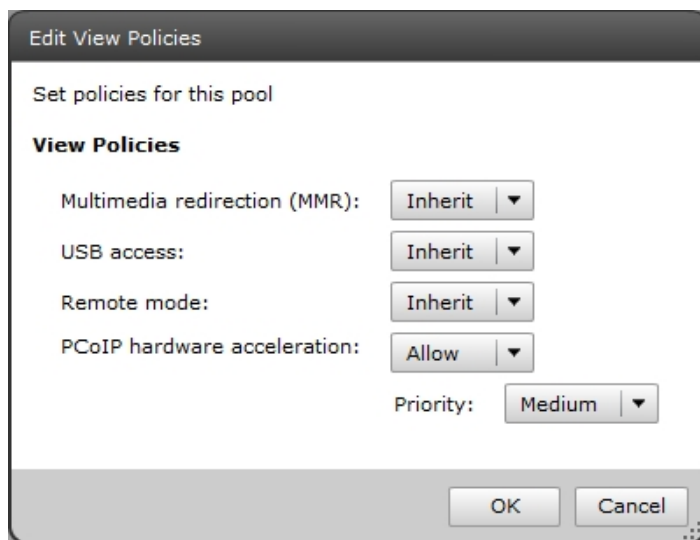 Edit View Policies
Set policies for this pool
View Policies
Multimedia redirection (MMR): Inherit
USB access: Inherit
Remote mode: Inherit
PCoIP hardware acceleration: Allow
Priority: Medium
OK Cancel